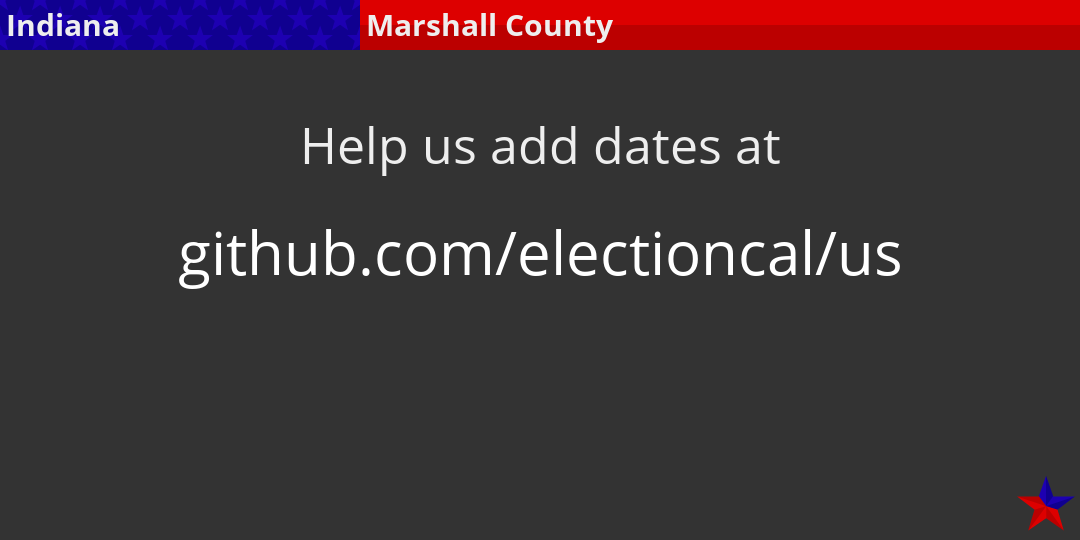 Indiana
Marshall County
Help us add dates at
github.com/electioncal/us